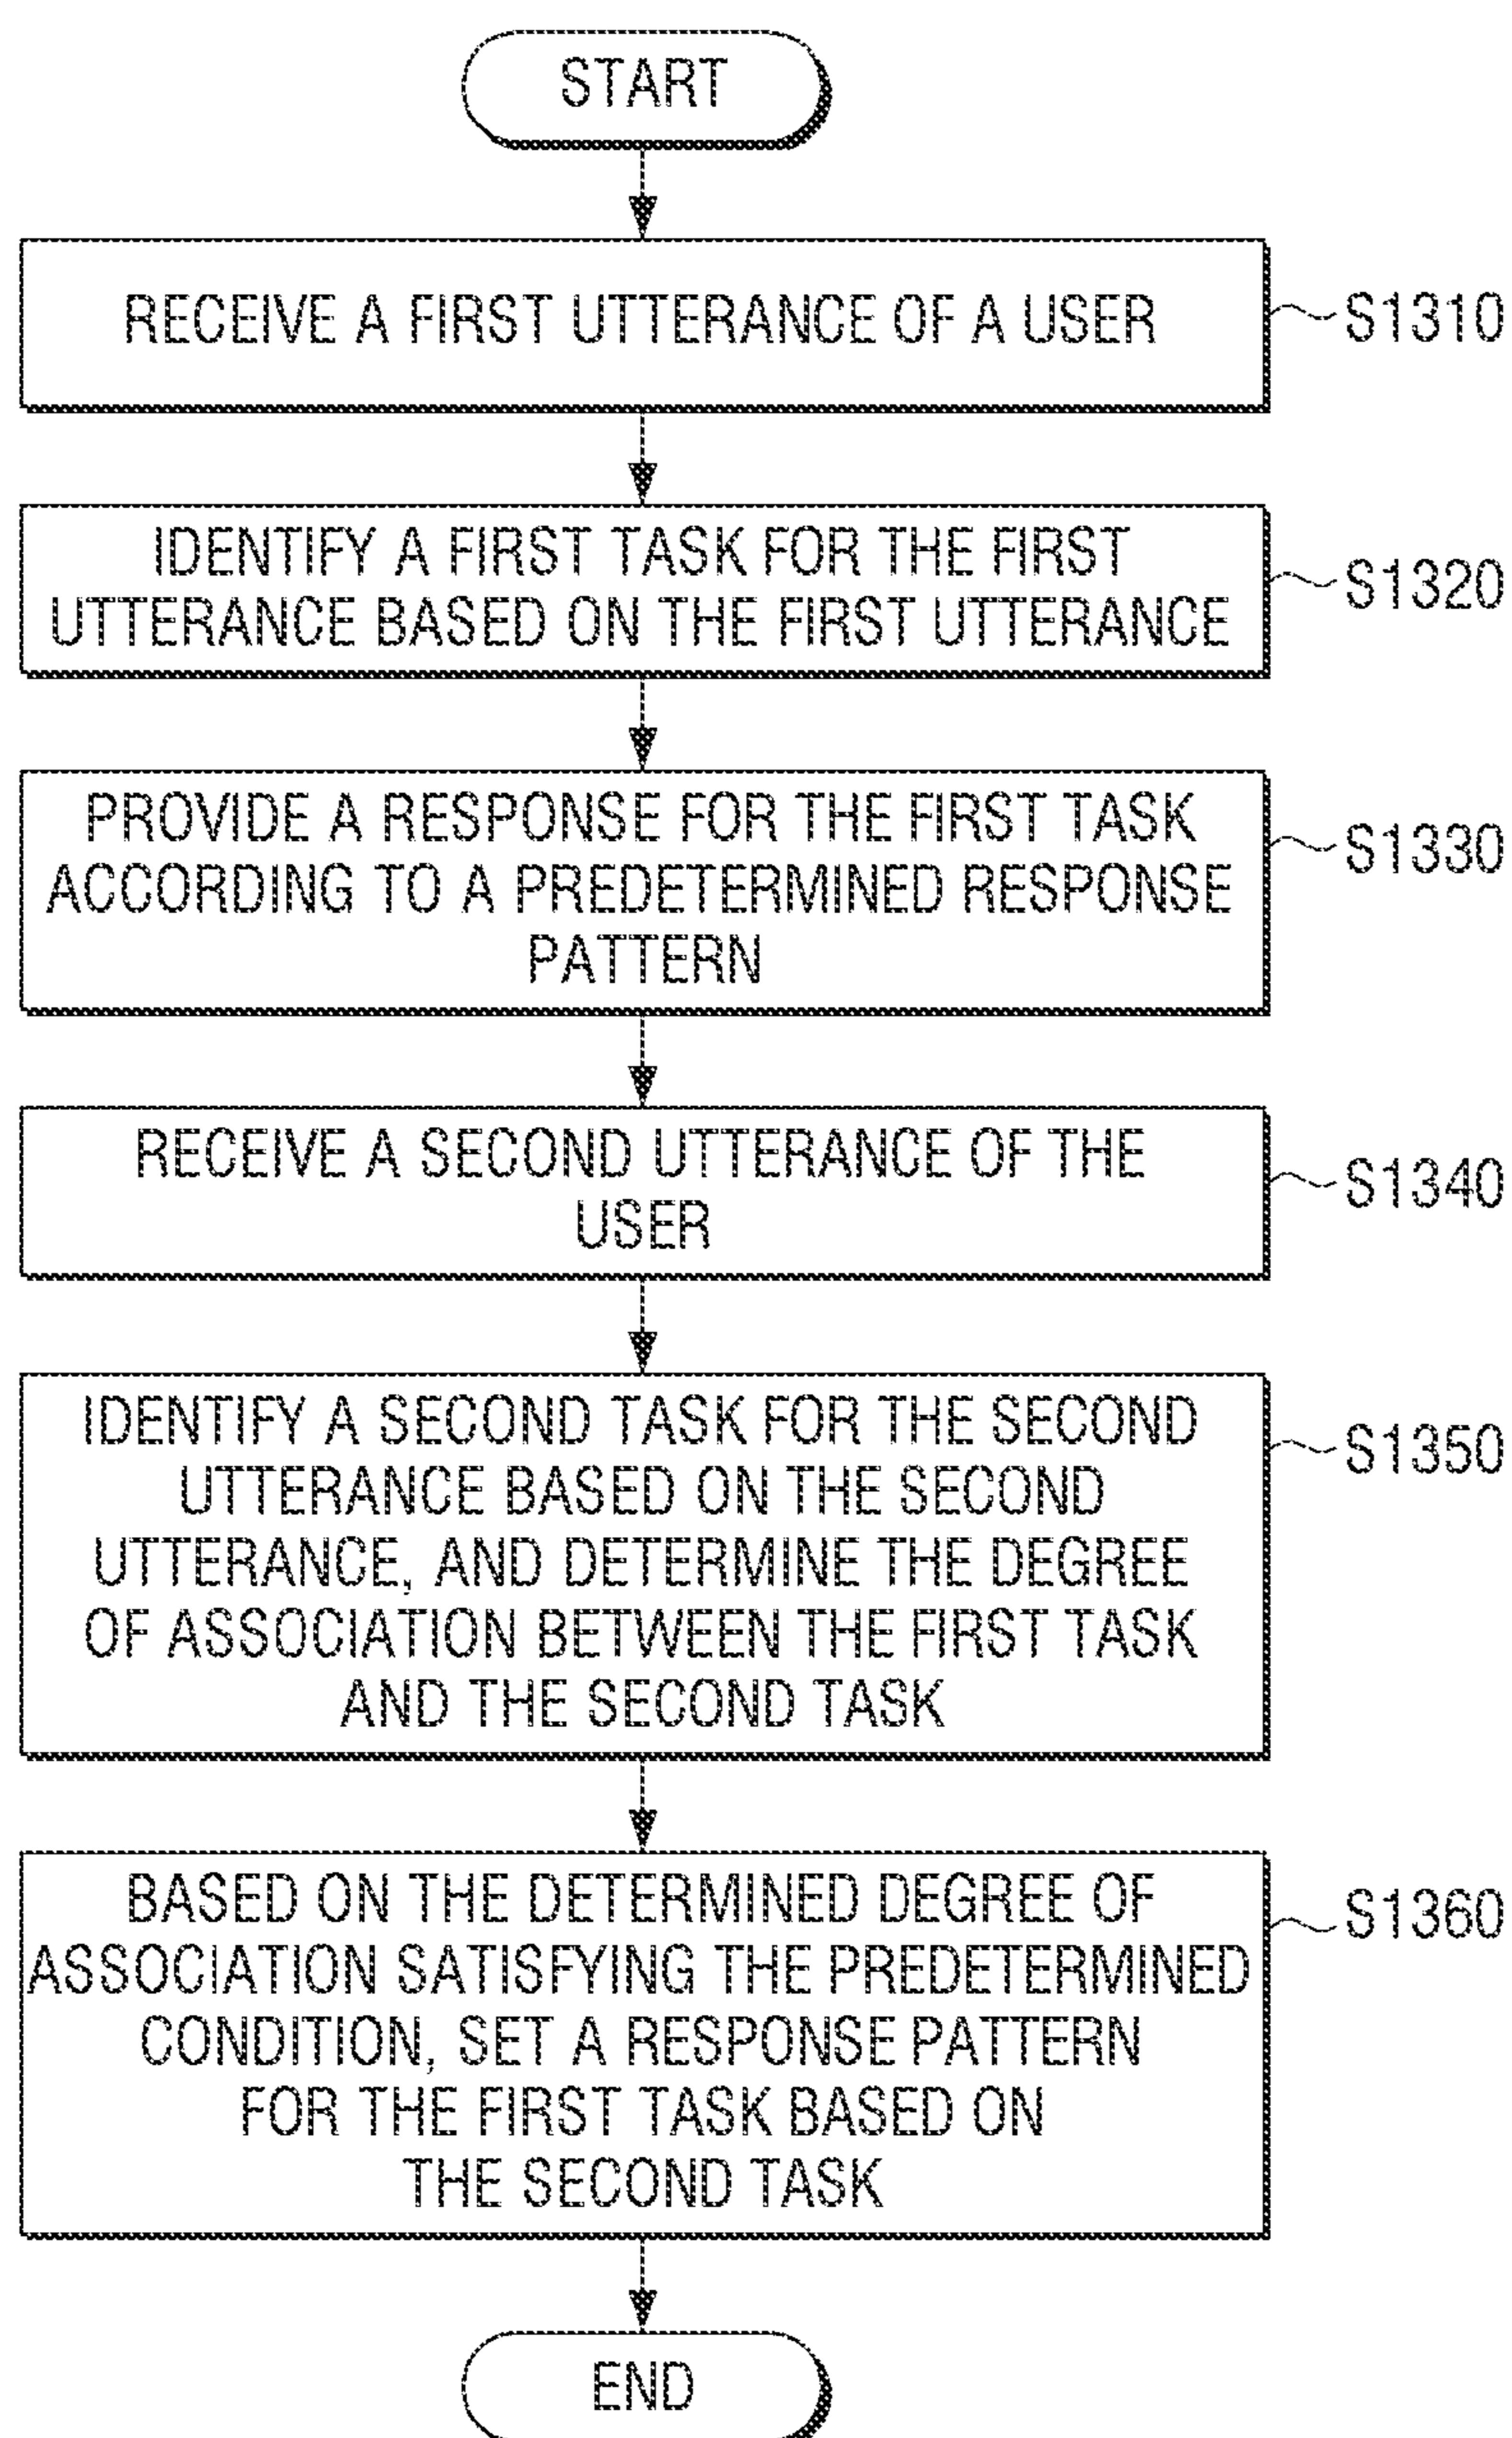 START
RECEIVE A FIRST UTTERANCE OF A USER
S1310
IDENTIFY A FIRST TASK FOR THE FIRST
UTTERANCE BASED ON THE FIRST UTTERANCE
S1320
PROVIDE A RESPONSE FOR THE FIRST TASK
ACCORDING TO A PREDETERMINED RESPONSE
PATTERN
S1330
RECEIVE A SECOND UTTERANCE OF THE
USER
S1340
IDENTIFY A SECOND TASK FOR THE SECOND
UTTERANCE BASED ON THE SECOND
UTTERANCE, AND DETERMINE THE DEGREE
OF ASSOCIATION BETWEEN THE FIRST TASK
AND THE SECOND TASK
S1350
BASED ON THE DETERMINED DEGREE OF
ASSOCIATION SATISFYING THE PREDETERMINED
CONDITION, SET A RESPONSE PATTERN
FOR THE FIRST TASK BASED ON
THE SECOND TASK
S1360
END